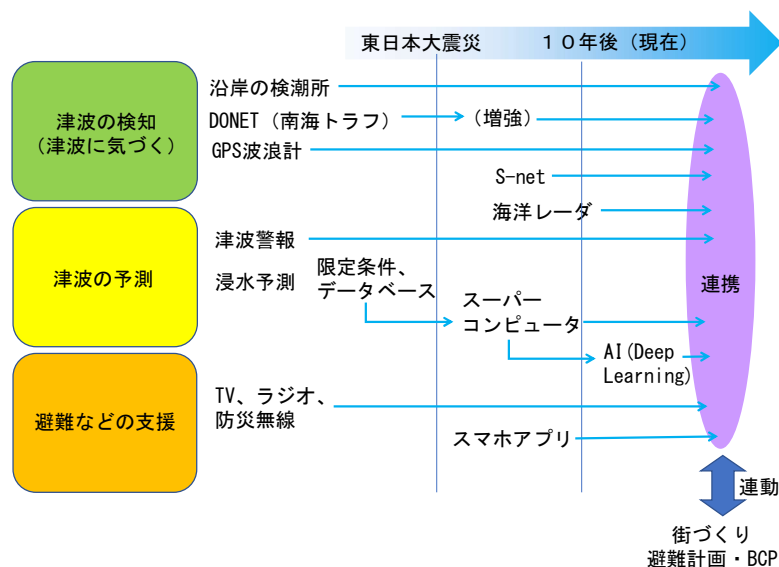 東日本大震災 １０年後（現在）
津波の検知
（津波に気づく）
沿岸の検潮所
DONET（南海トラフ）
（増強）
GPS波浪計
S-net
海洋レーダ
津波の予測
津波警報
浸水予測
限定条件、
データベース
スーパー
コンピュータ
AI(Deep
Learning)
避難などの支援
TV、ラジオ、
防災無線
スマホアプリ
連携
連動
街づくり
避難計画・BCP